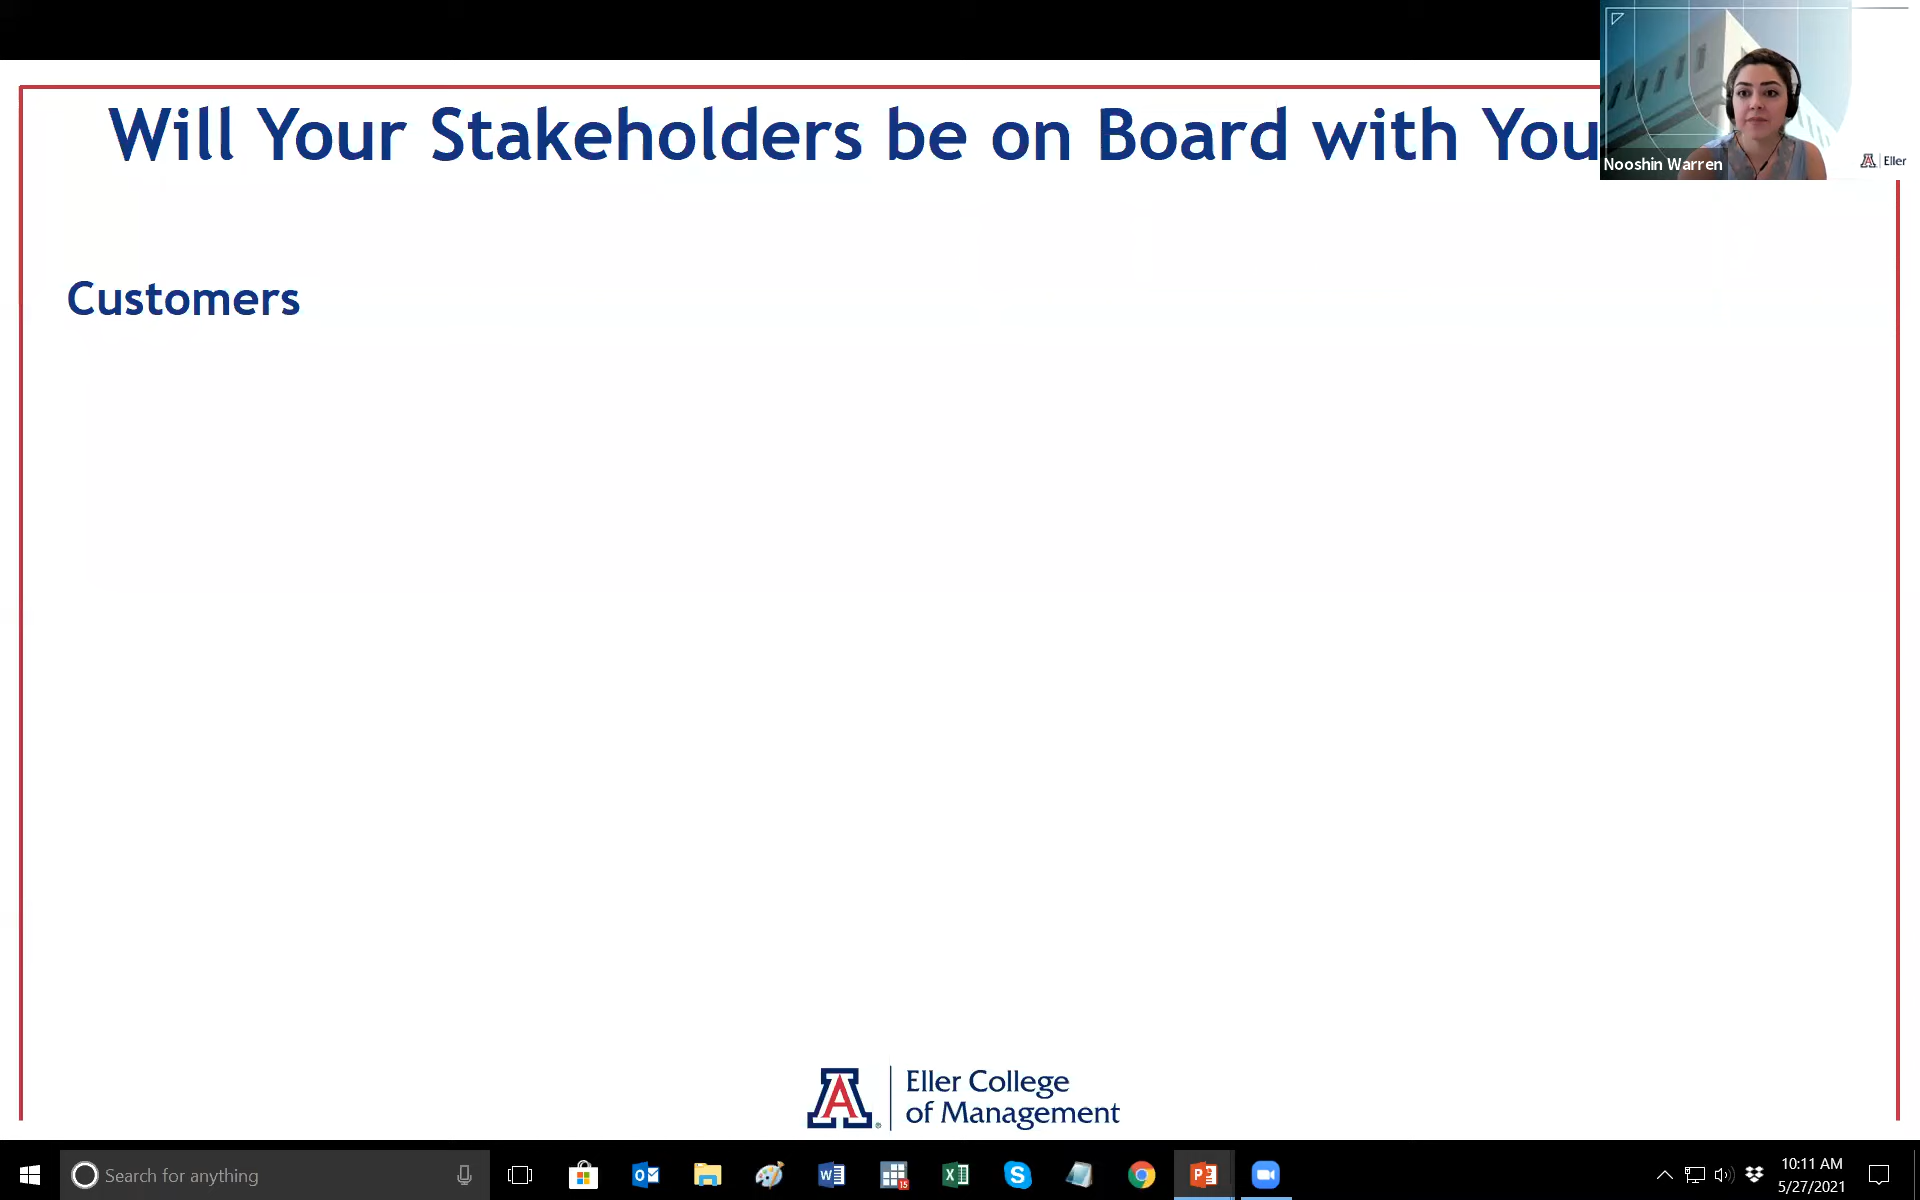 Will Your Stakeholders be on Board with You
Nooshin Warren
Eller
Customers
Eller College
of Management
Search for anything
15
10:11 AM
5/27/2021